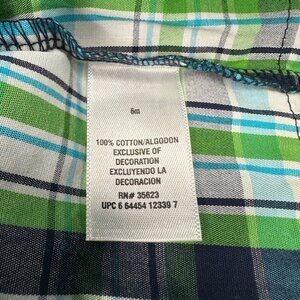 6m
100% COTTON/ALGODON
EXCLUSIVE OF
DECORATION
EXCLUYENDO LA
DECORACION
RN# 35623
UPC 6 64454 12339 7